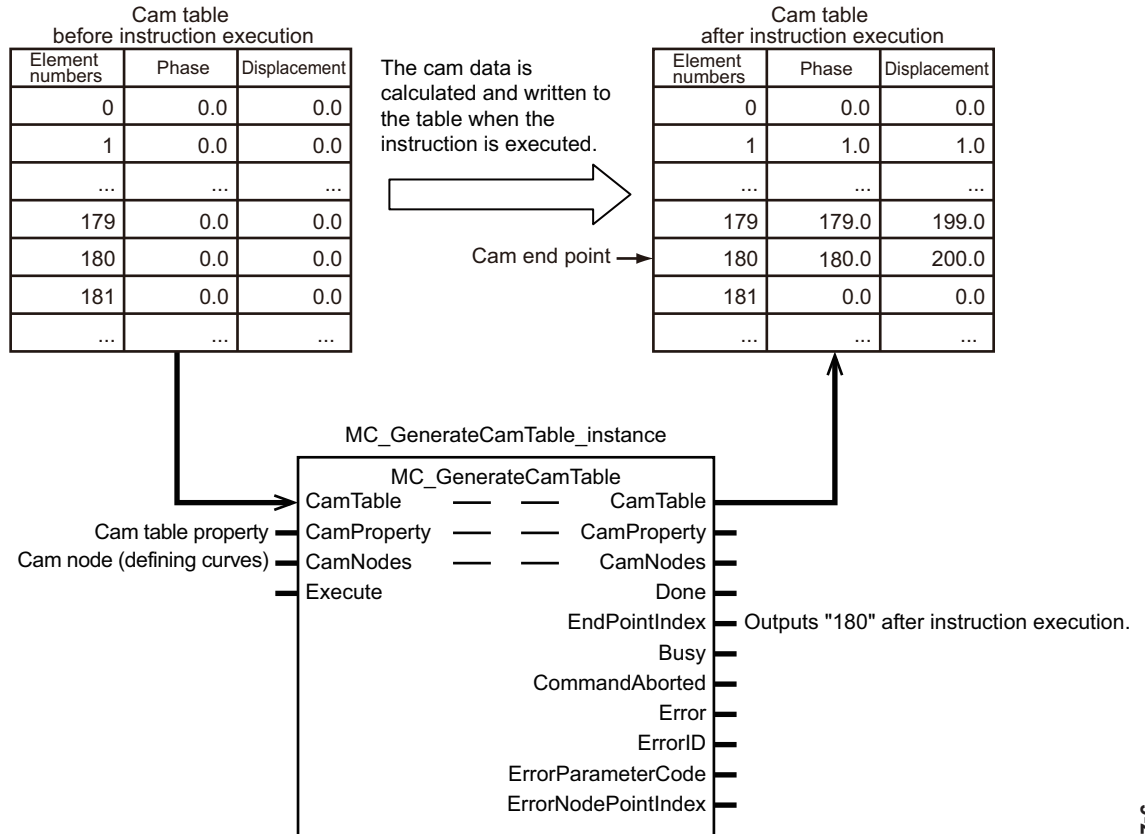 Cam table
before instruction execution
Element numbers Phase Displacement
0 0.0 0.0
1 0.0 0.0
... ... ...
179 0.0 0.0
180 0.0 0.0
181 0.0 0.0
... ... ...
The cam data is
calculated and written to
the table when the
instruction is executed.
Cam end point
Cam table
after instruction execution
Element numbers Phase Displacement
0 0.0 0.0
1 1.0 1.0
... ... ...
179 179.0 199.0
180 180.0 200.0
181 0.0 0.0
... ... ...
MC_GenerateCamTable_instance
MC_GenerateCamTable
CamTable — — CamTable
Cam table property CamProperty — — CamProperty
Cam node (defining curves) CamNodes — — CamNodes
Execute Done
EndPointIndex Outputs "180" after instruction execution.
Busy
CommandAborted
Error
ErrorID
ErrorParameterCode
ErrorNodePointIndex